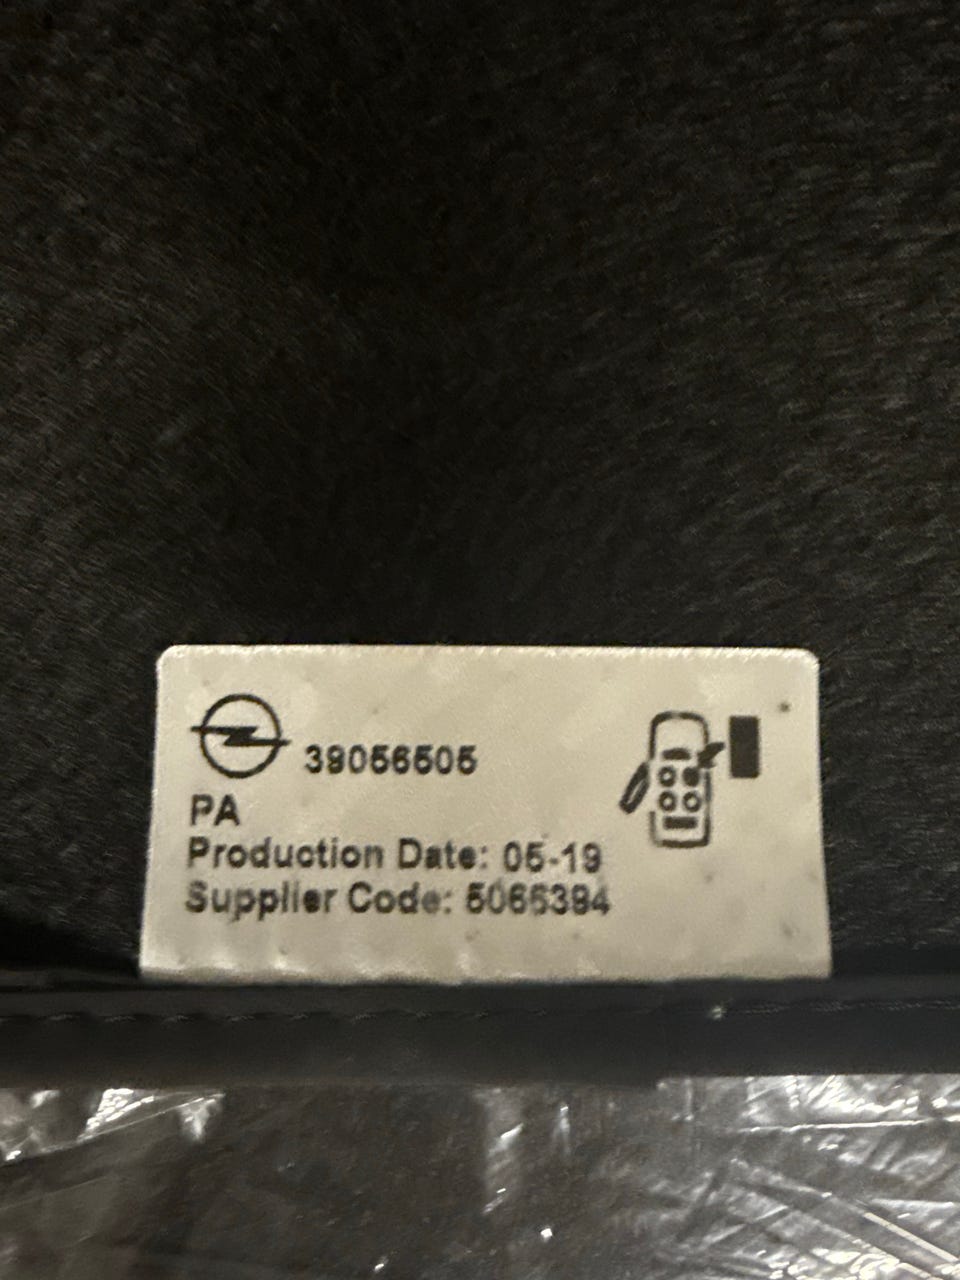 39056505
PA
Production Date: 05-19
Supplier Code: 5066394